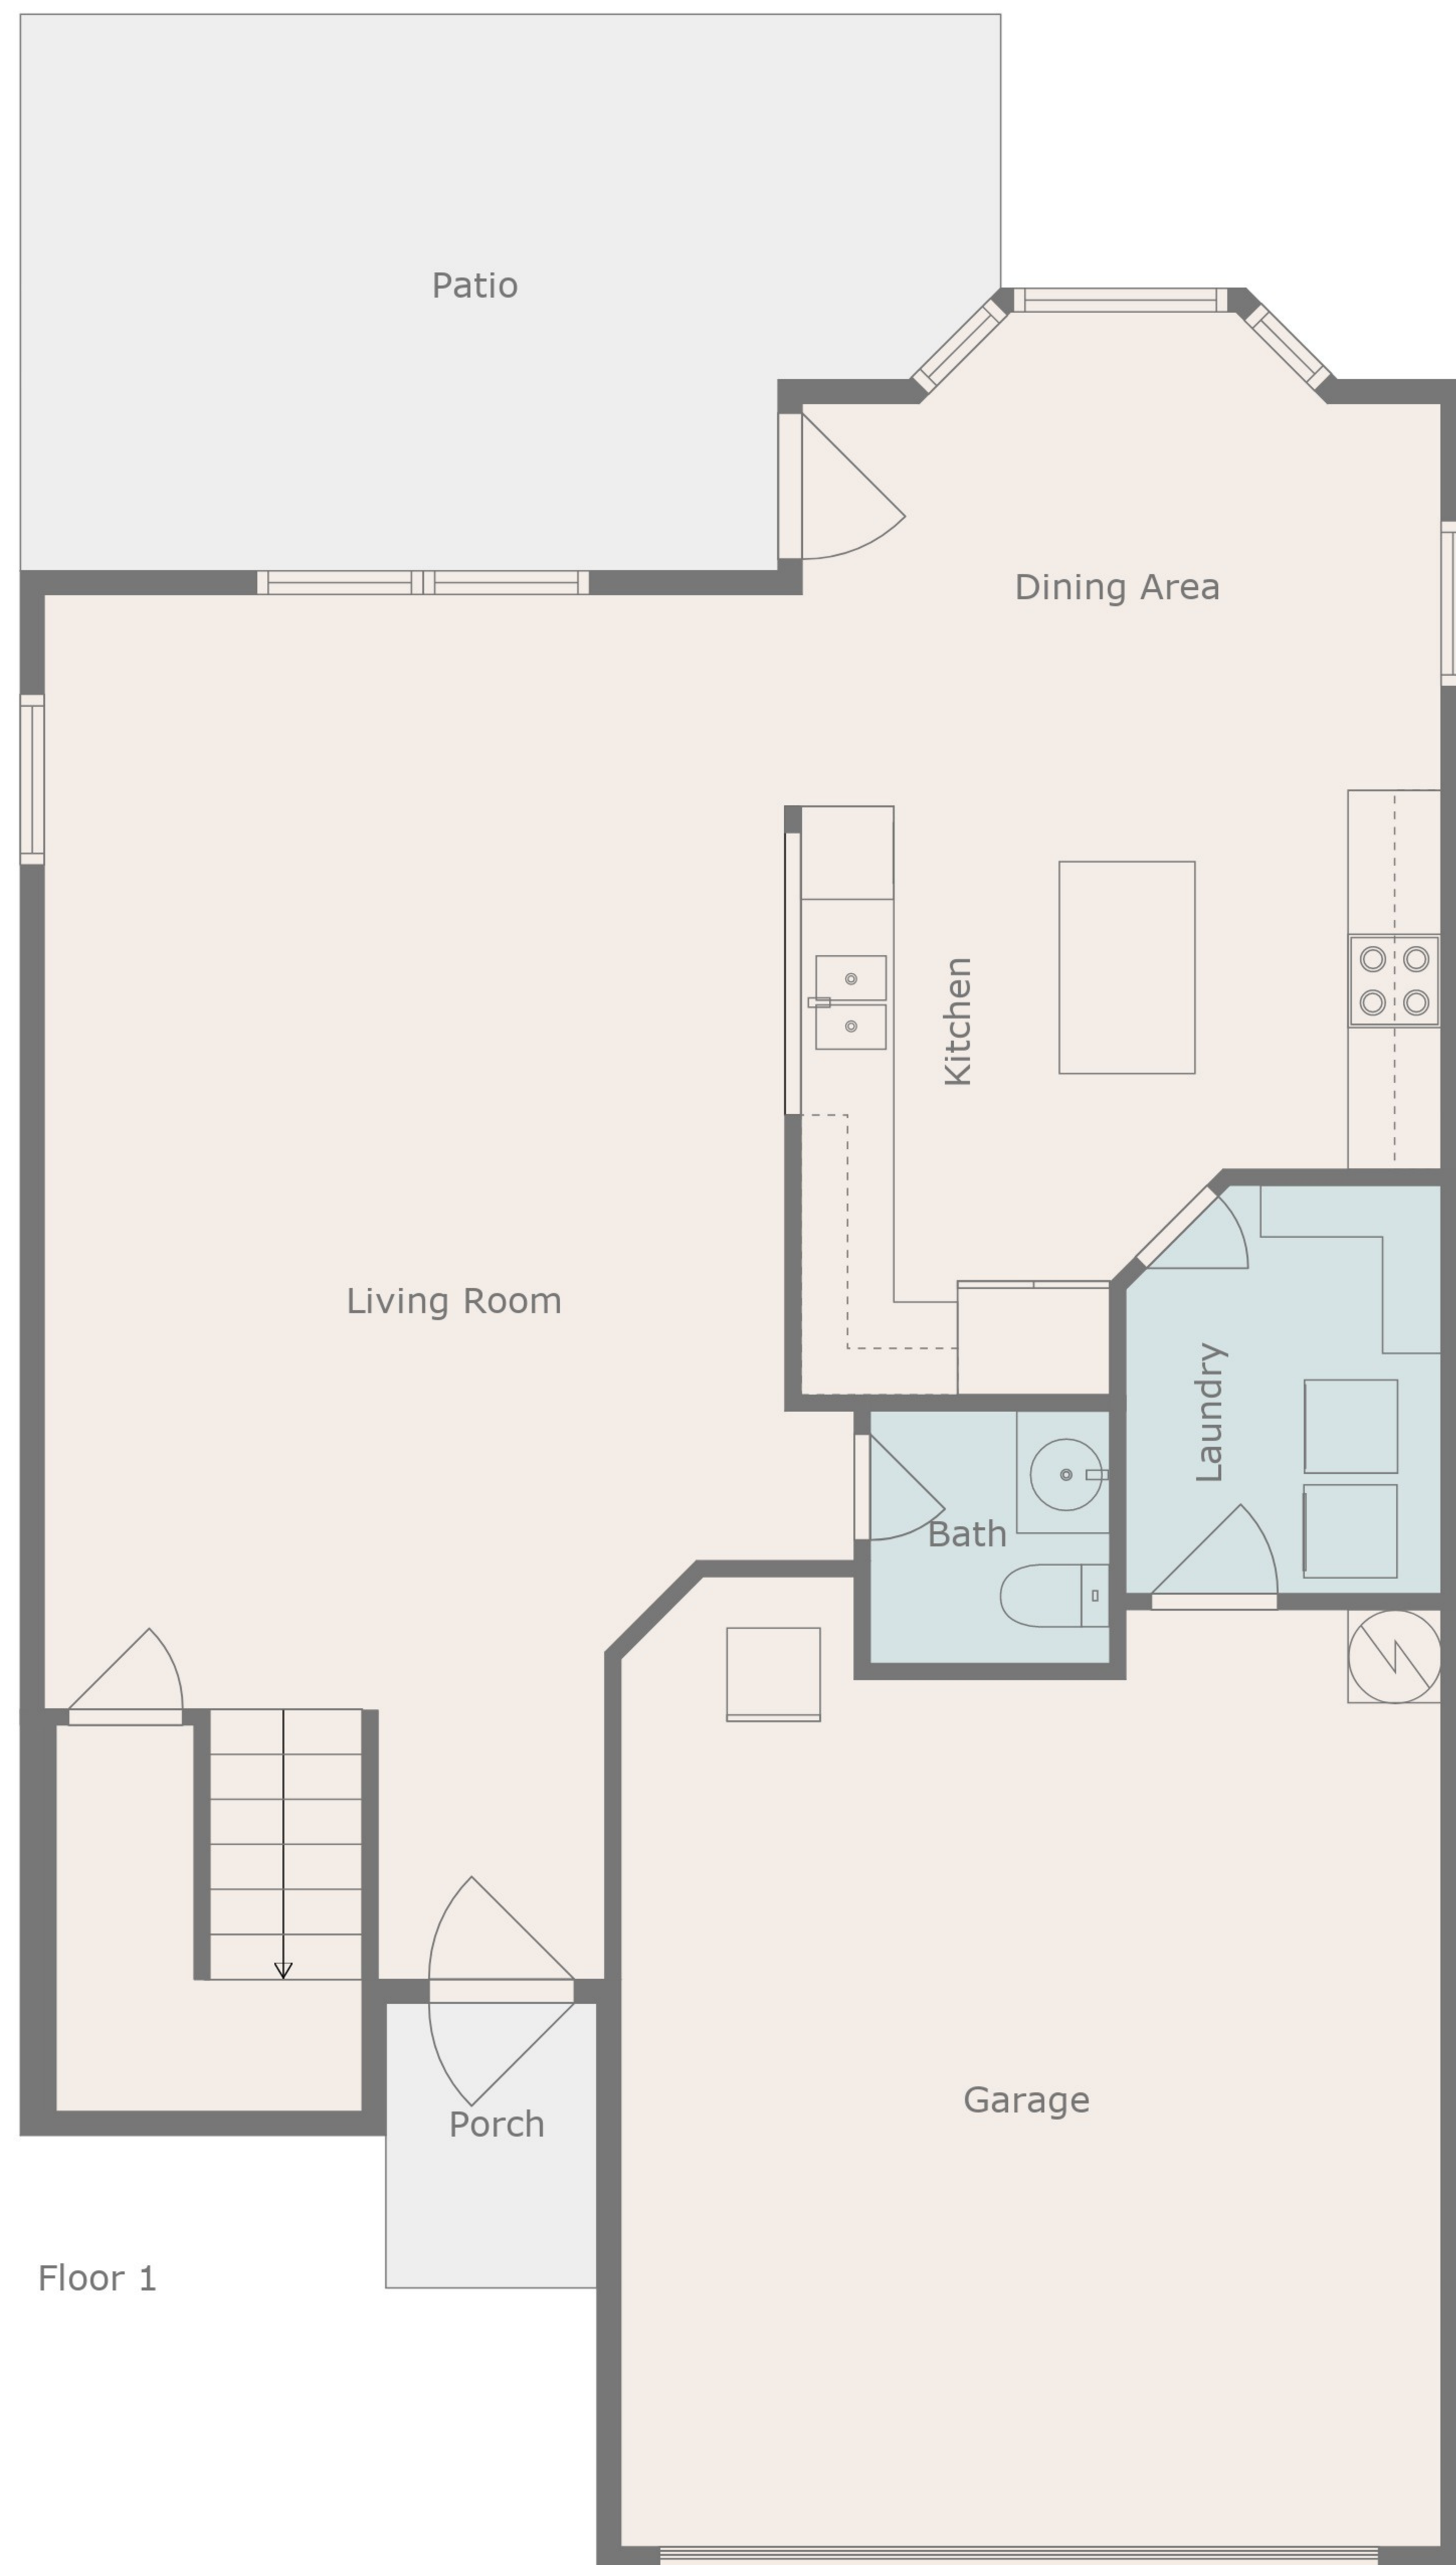 Patio
Dining Area
Kitchen
Living Room
Laundry
Bath
Garage
Porch
Floor 1